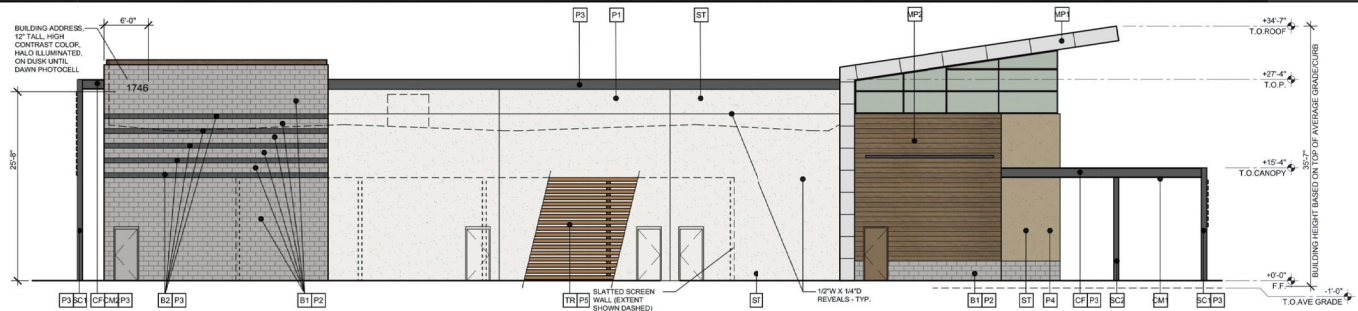 BUILDING ADDRESS,
12" TALL, HIGH
CONTRAST COLOR,
HALO ILLUMINATED,
ON DUSK UNTIL
DAWN PHOTOCELL
6'-0"
1746
25'-8"
P3
P1
ST
MP2
MP1
+34'-7"
T.O.ROOF
+27'-4"
T.O.P.
+15'-4"
T.O.CANOPY
+0'-0"
F.F.
-1'-0"
T.O.AVE GRADE
35'-7"
BUILDING HEIGHT BASED ON TOP OF AVERAGE GRADE/CURB
P3 SC1 CF CM2 P3
B2 P3
B1 P2
TR P5
SLATTED SCREEN
WALL (EXTENT
SHOWN DASHED)
ST
1/2"W X 1/4"D
REVEALS - TYP.
B1 P2
ST
P4
CF P3
SC2
CM1
SC1 P3